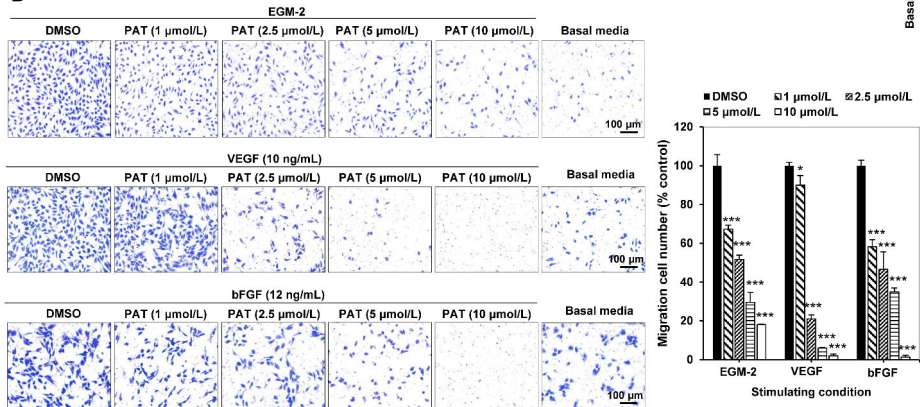 EGM-2
DMSO PAT (1 µmol/L) PAT (2.5 µmol/L) PAT (5 µmol/L) PAT (10 µmol/L) Basal media
100 µm
VEGF (10 ng/mL)
DMSO PAT (1 µmol/L) PAT (2.5 µmol/L) PAT (5 µmol/L) PAT (10 µmol/L) Basal media
100 µm
bFGF (12 ng/mL)
DMSO PAT (1 µmol/L) PAT (2.5 µmol/L) PAT (5 µmol/L) PAT (10 µmol/L) Basal media
100 µm
Basa
DMSO 1 µmol/L 2.5 µmol/L
5 µmol/L 10 µmol/L
Migration cell number (% control)
120
100
80
60
40
20
0
***
***
***
***
*
***
***
***
***
***
***
***
EGM-2 VEGF bFGF
Stimulating condition